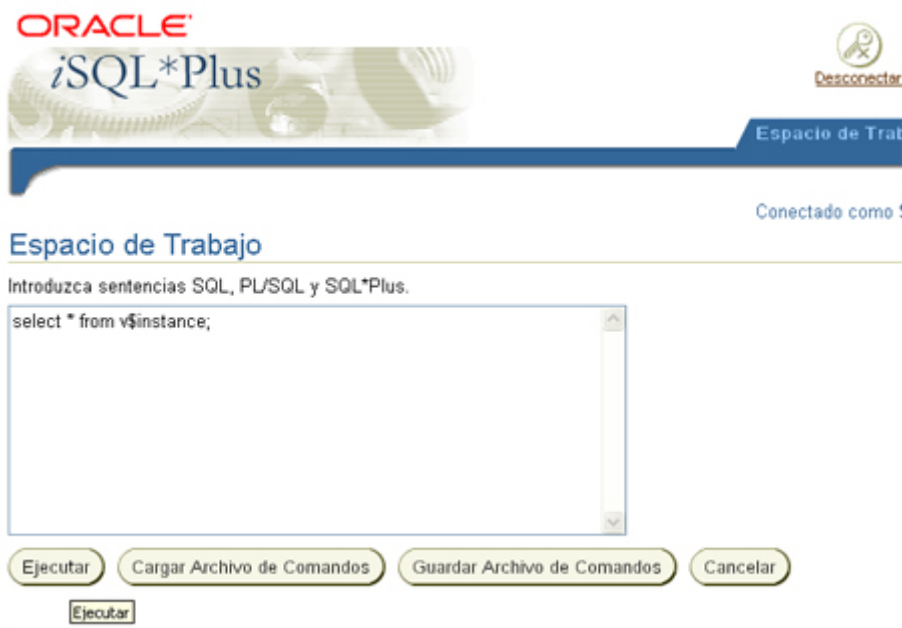 ORACLE
iSQL*Plus
Desconectar
Espacio de Trab
Conectado como S
Espacio de Trabajo
Introduzca sentencias SQL, PL/SQL y SQL*Plus.
select * from v$instance;
Ejecutar Cargar Archivo de Comandos Guardar Archivo de Comandos Cancelar
Ejecutar